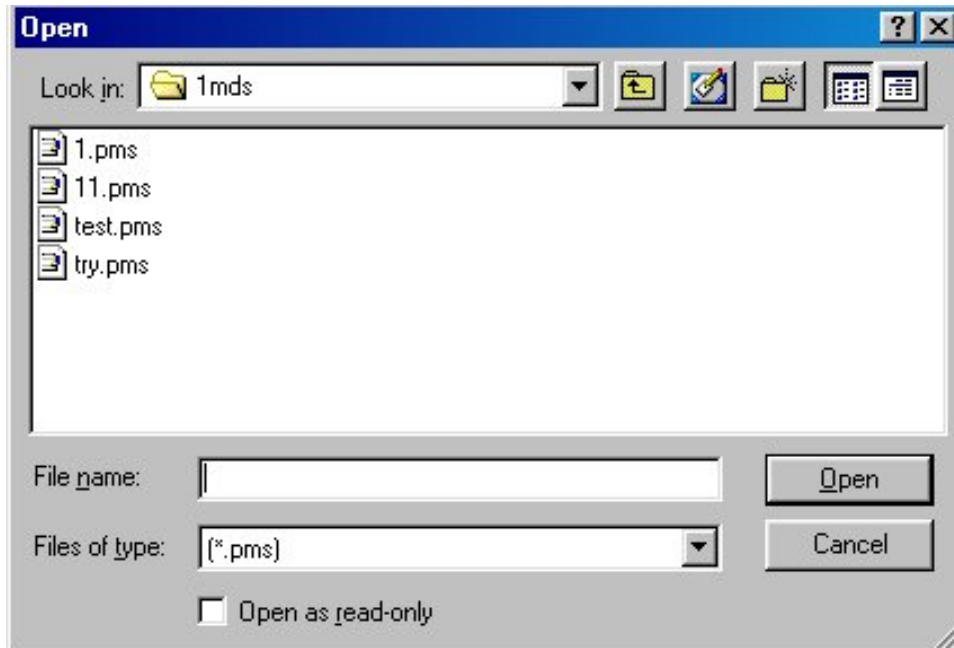 Open
Look in: 1mds
1.pms
11.pms
test.pms
try.pms
File name: Open
Files of type: (*.pms) Cancel
Open as read-only